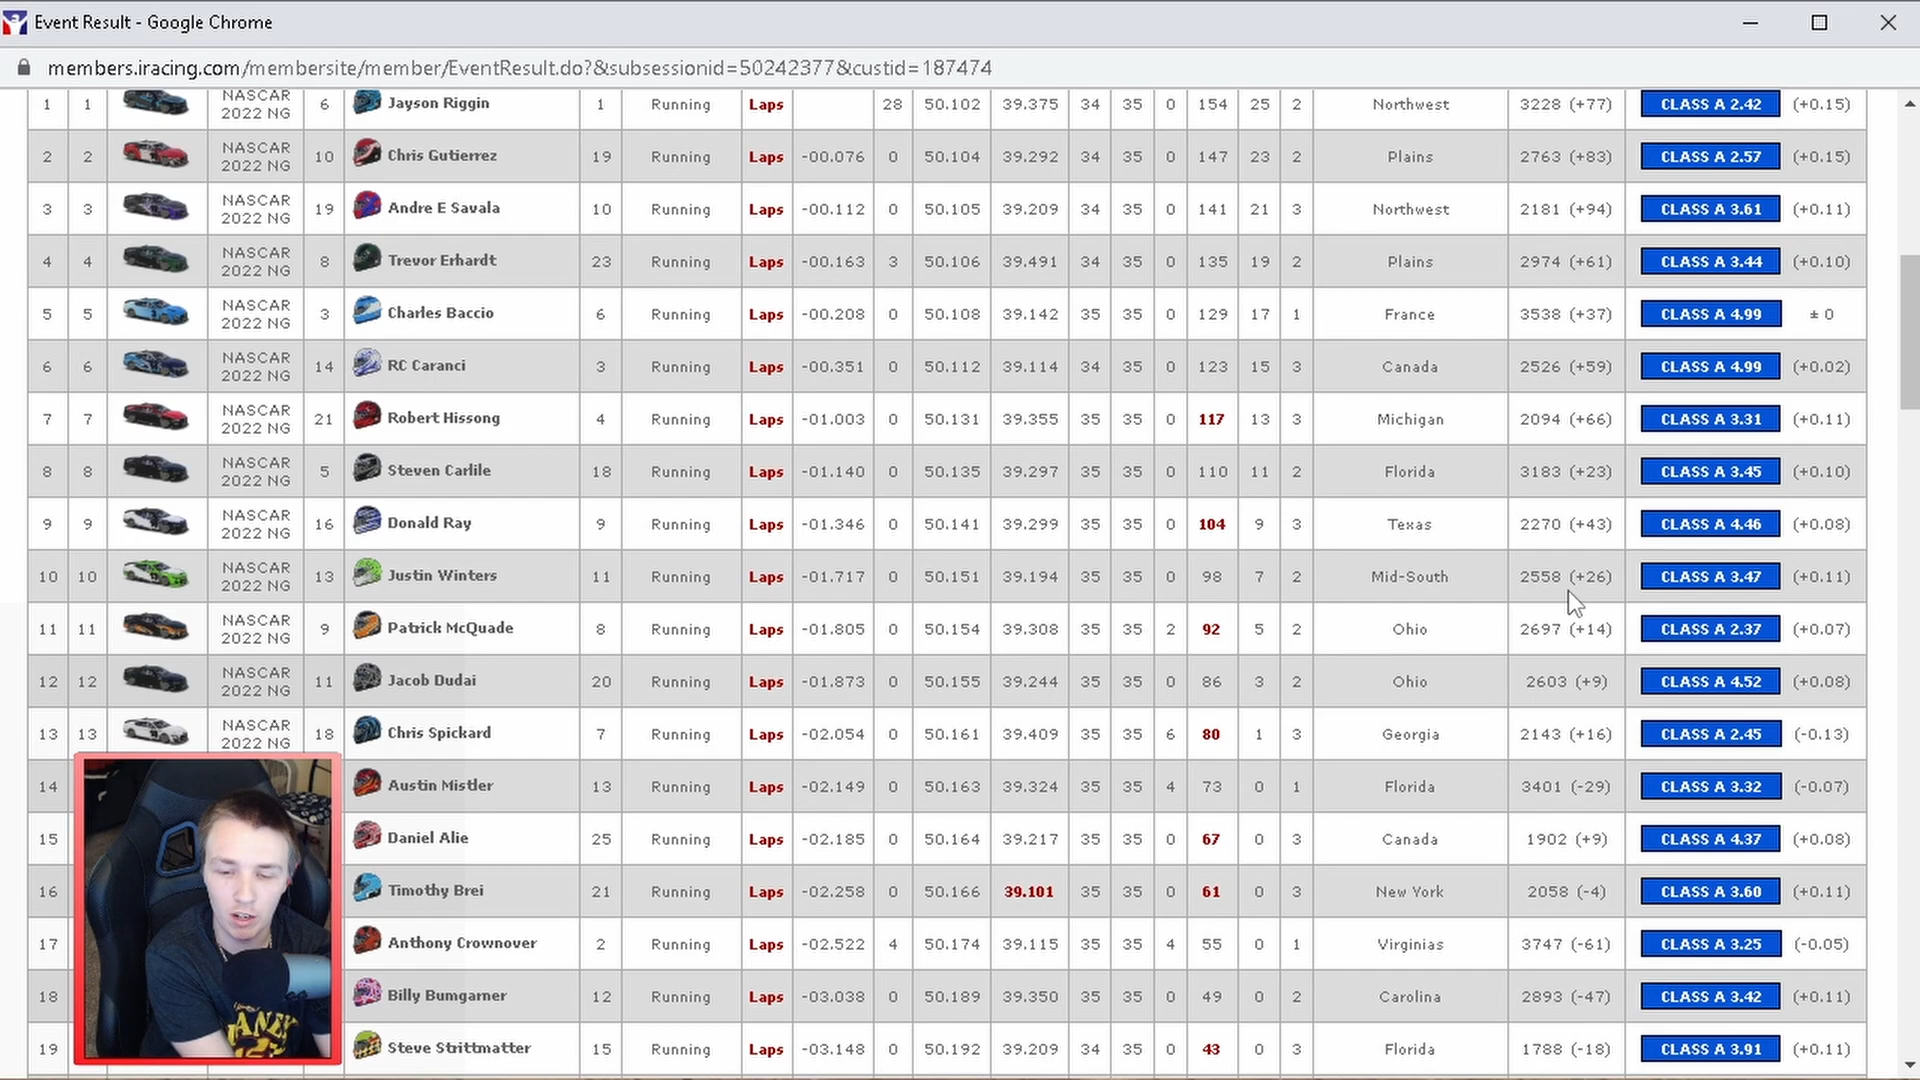 Event Result - Google Chrome
members.iracing.com/membersite/member/EventResult.do?&subsessionid=50242377&custid=187474
1 1 NASCAR 2022 NG 6 Jayson Riggin 1 Running Laps 28 50.102 39.375 34 35 0 154 25 2 Northwest 3228 (+77) CLASS A 2.42 (+0.15)
2 2 NASCAR 2022 NG 10 Chris Gutierrez 19 Running Laps -00.076 0 50.104 39.292 34 35 0 147 23 2 Plains 2763 (+83) CLASS A 2.57 (+0.15)
3 3 NASCAR 2022 NG 19 Andre E Savala 10 Running Laps -00.112 0 50.105 39.209 34 35 0 141 21 3 Northwest 2181 (+94) CLASS A 3.61 (+0.11)
4 4 NASCAR 2022 NG 8 Trevor Erhardt 23 Running Laps -00.163 3 50.106 39.491 34 35 0 135 19 2 Plains 2974 (+61) CLASS A 3.44 (+0.10)
5 5 NASCAR 2022 NG 3 Charles Baccio 6 Running Laps -00.208 0 50.108 39.142 35 35 0 129 17 1 France 3538 (+37) CLASS A 4.99 ± 0
6 6 NASCAR 2022 NG 14 RC Caranci 3 Running Laps -00.351 0 50.112 39.114 34 35 0 123 15 3 Canada 2526 (+59) CLASS A 4.99 (+0.02)
7 7 NASCAR 2022 NG 21 Robert Hissong 4 Running Laps -01.003 0 50.131 39.355 35 35 0 117 13 3 Michigan 2094 (+66) CLASS A 3.31 (+0.11)
8 8 NASCAR 2022 NG 5 Steven Carlile 18 Running Laps -01.140 0 50.135 39.297 35 35 0 110 11 2 Florida 3183 (+23) CLASS A 3.45 (+0.10)
9 9 NASCAR 2022 NG 16 Donald Ray 9 Running Laps -01.346 0 50.141 39.299 35 35 0 104 9 3 Texas 2270 (+43) CLASS A 4.46 (+0.08)
10 10 NASCAR 2022 NG 13 Justin Winters 11 Running Laps -01.717 0 50.151 39.194 35 35 0 98 7 2 Mid-South 2558 (+26) CLASS A 3.47 (+0.11)
11 11 NASCAR 2022 NG 9 Patrick McQuade 8 Running Laps -01.805 0 50.154 39.308 35 35 2 92 5 2 Ohio 2697 (+14) CLASS A 2.37 (+0.07)
12 12 NASCAR 2022 NG 11 Jacob Dudai 20 Running Laps -01.873 0 50.155 39.244 35 35 0 86 3 2 Ohio 2603 (+9) CLASS A 4.52 (+0.08)
13 13 NASCAR 2022 NG 18 Chris Spickard 7 Running Laps -02.054 0 50.161 39.409 35 35 6 80 1 3 Georgia 2143 (+16) CLASS A 2.45 (-0.13)
14 Austin Mistler 13 Running Laps -02.149 0 50.163 39.324 35 35 4 73 0 1 Florida 3401 (-29) CLASS A 3.32 (-0.07)
15 Daniel Alie 25 Running Laps -02.185 0 50.164 39.217 35 35 0 67 0 3 Canada 1902 (+9) CLASS A 4.37 (+0.08)
16 Timothy Brei 21 Running Laps -02.258 0 50.166 39.101 35 35 0 61 0 3 New York 2058 (-4) CLASS A 3.60 (+0.11)
17 Anthony Crownover 2 Running Laps -02.522 4 50.174 39.115 35 35 4 55 0 1 Virginias 3747 (-61) CLASS A 3.25 (-0.05)
18 Billy Bumgarner 12 Running Laps -03.038 0 50.189 39.350 35 35 0 49 0 2 Carolina 2893 (-47) CLASS A 3.42 (+0.11)
19 Steve Strittmatter 15 Running Laps -03.148 0 50.192 39.209 34 35 0 43 0 3 Florida 1788 (-18) CLASS A 3.91 (+0.11)